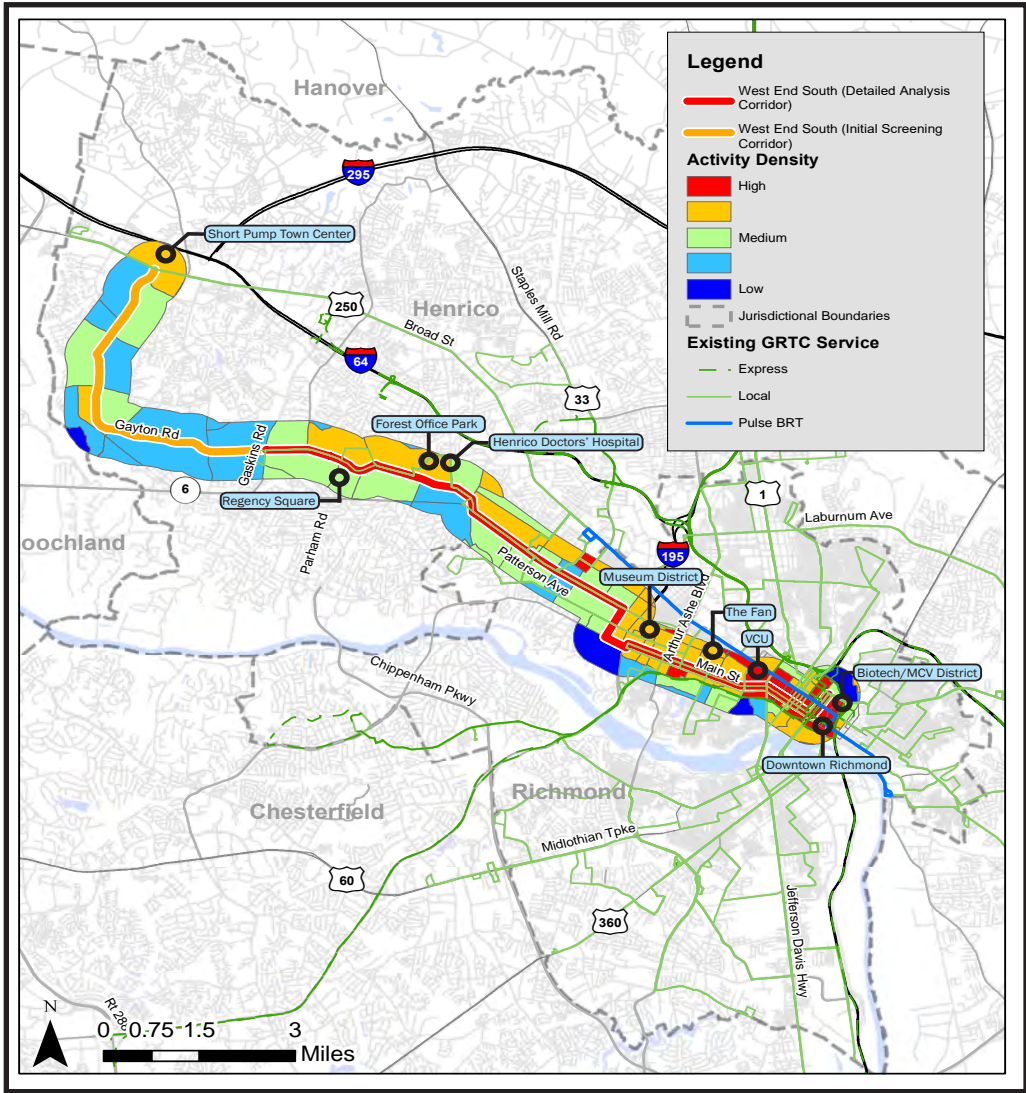 Legend
West End South (Detailed Analysis
Corridor)
West End South (Initial Screening
Corridor)
Activity Density
High
Medium
Low
Jurisdictional Boundaries
Existing GRTC Service
Express
Local
Pulse BRT
Hanover
295
Short Pump Town Center
Staples Mill Rd
250
Henrico
Broad St
64
33
Forest Office Park
Gayton Rd
Gaskins Rd
Henrico Doctors' Hospital
6
Regency Square
1
Laburnum Ave
oochland
Parham Rd
Patterson Ave
195
Museum District
Arthur Ashe Blvd
The Fan
VCU
Main St
Biotech/MCV District
Chippenham Pkwy
Downtown Richmond
Richmond
Chesterfield
Midlothian Tpke
60
360
Jefferson Davis Hwy
Rt 288
N
0 0.75 1.5 3
Miles